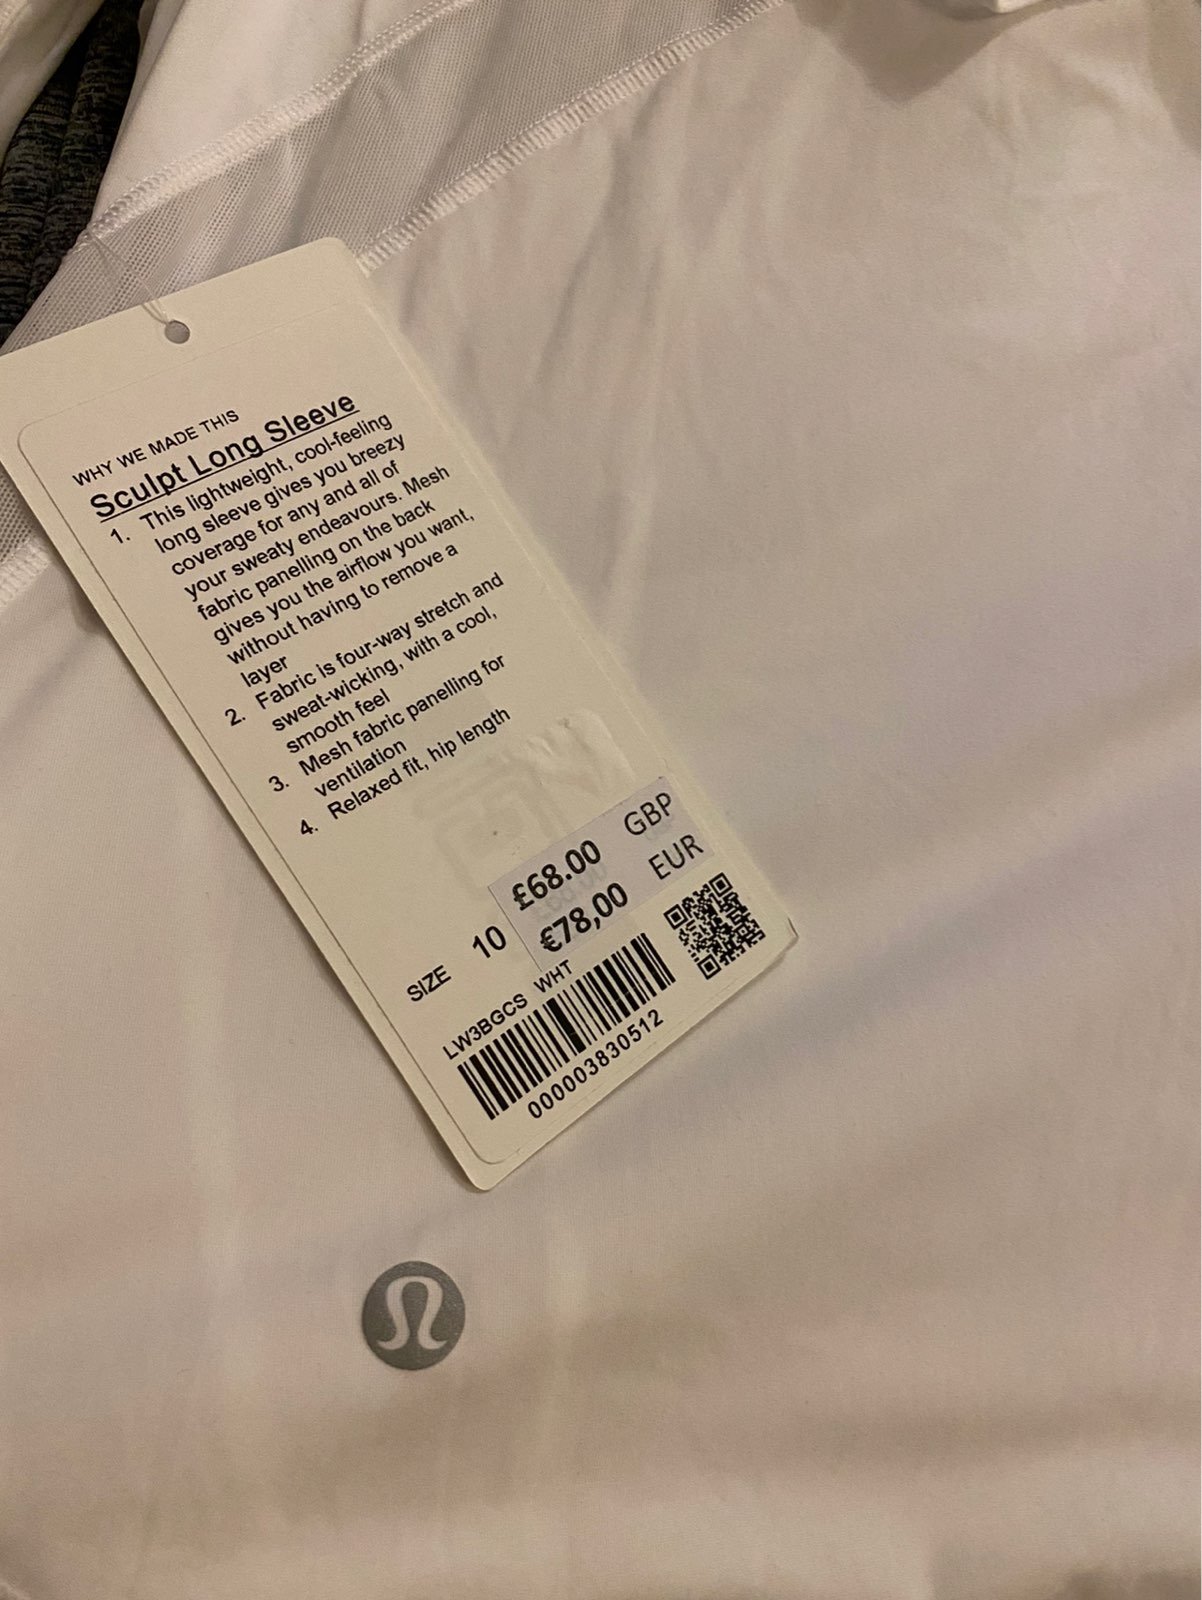 WHY WE MADE THIS
Sculpt Long Sleeve
1. This lightweight, cool-feeling
long sleeve gives you breezy
coverage for any and all of
your sweaty endeavours. Mesh
fabric panelling on the back
gives you the airflow you want,
without having to remove a
layer
2. Fabric is four-way stretch and
sweat-wicking, with a cool,
smooth feel
3. Mesh fabric panelling for
ventilation
4. Relaxed fit, hip length
£68.00 GBP
€78,00 EUR
SIZE 10
LW3BGCS WHT
000003830512